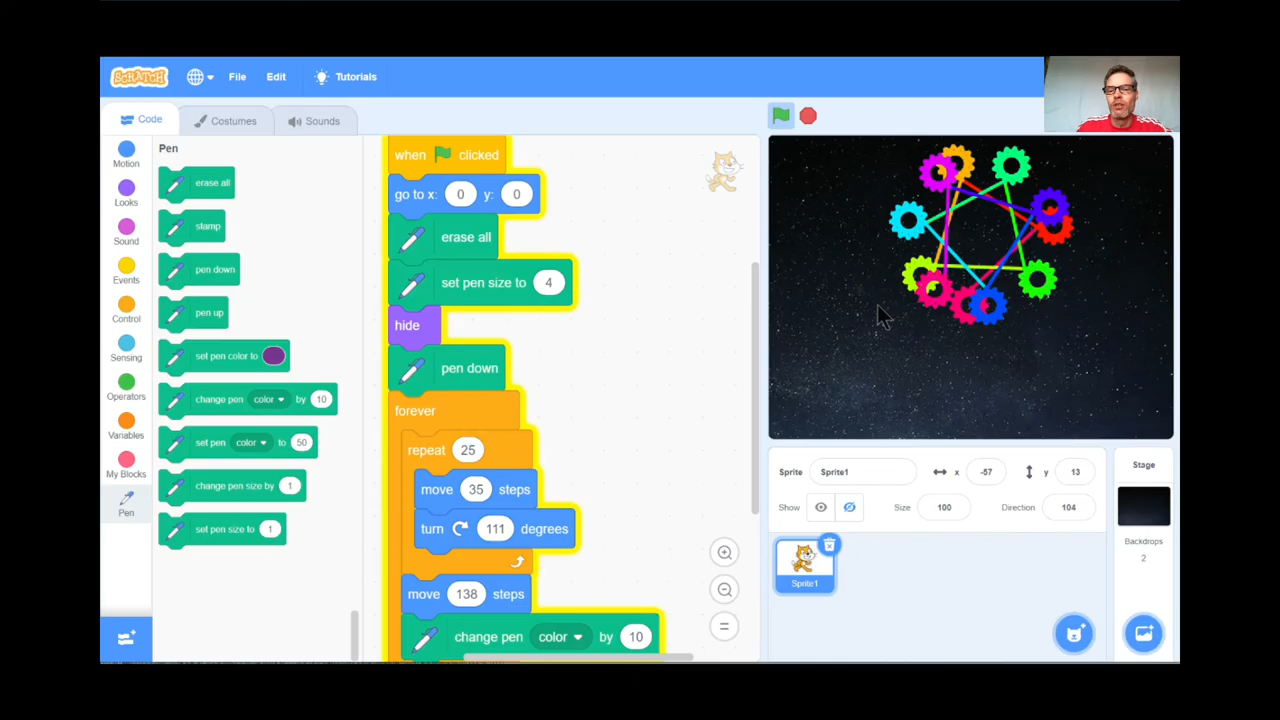 SCRATCH File Edit Tutorials
Code Costumes Sounds
Motion
Looks
Sound
Events
Control
Sensing
Operators
Variables
My Blocks
Pen
Pen
erase all
stamp
pen down
pen up
set pen color to
change pen color by 10
set pen color to 50
change pen size by 1
set pen size to 1
when clicked
go to x: 0 y: 0
erase all
set pen size to 4
hide
pen down
forever
repeat 25
move 35 steps
turn 111 degrees
move 138 steps
change pen color by 10
Sprite Sprite1 x -57 y 13
Show Size 100 Direction 104
Sprite1
Stage
Backdrops
2